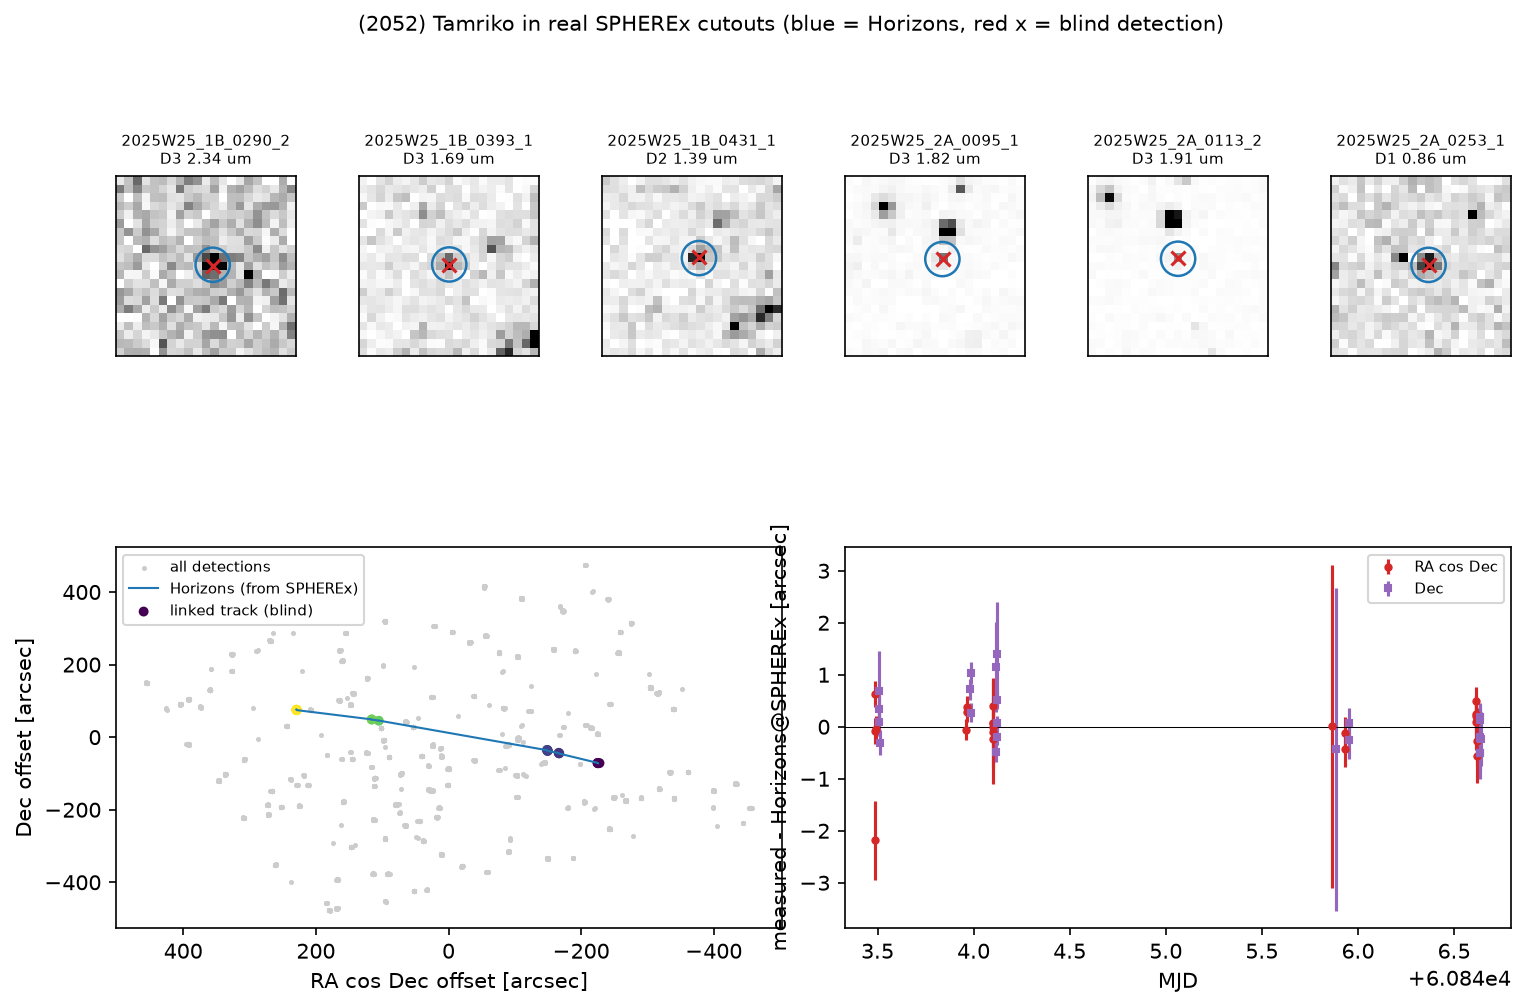 (2052) Tamriko in real SPHEREx cutouts (blue = Horizons, red x = blind detection)
2025W25_1B_0290_2
D3 2.34 um
2025W25_1B_0393_1
D3 1.69 um
2025W25_1B_0431_1
D2 1.39 um
2025W25_2A_0095_1
D3 1.82 um
2025W25_2A_0113_2
D3 1.91 um
2025W25_2A_0253_1
D1 0.86 um
all detections
Horizons (from SPHEREx)
linked track (blind)
Dec offset [arcsec]
400
200
0
−200
−400
400
200
0
−200
−400
RA cos Dec offset [arcsec]
measured - Horizons@SPHEREx [arcsec]
RA cos Dec
Dec
3
2
1
0
−1
−2
−3
3.5
4.0
4.5
5.0
5.5
6.0
6.5
MJD
+6.084e4